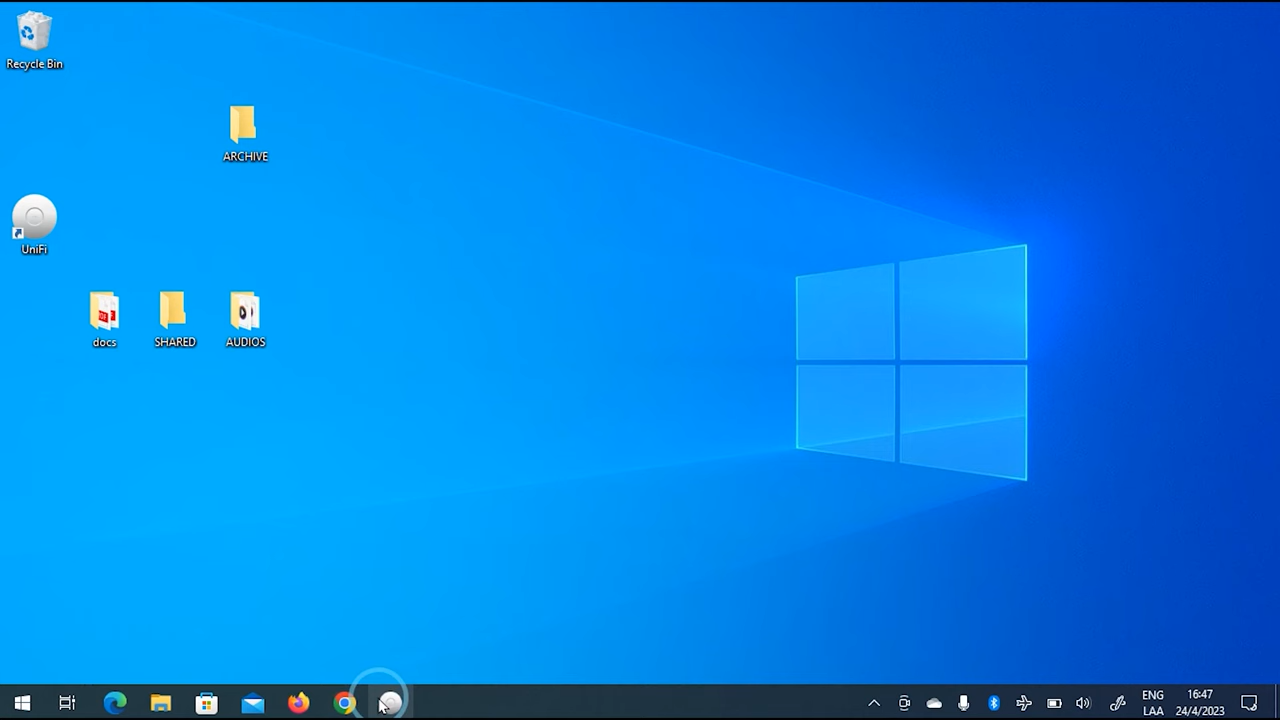 Recycle Bin
ARCHIVE
UniFi
docs
SHARED
AUDIOS
ENG
LAA
16:47
24/4/2023